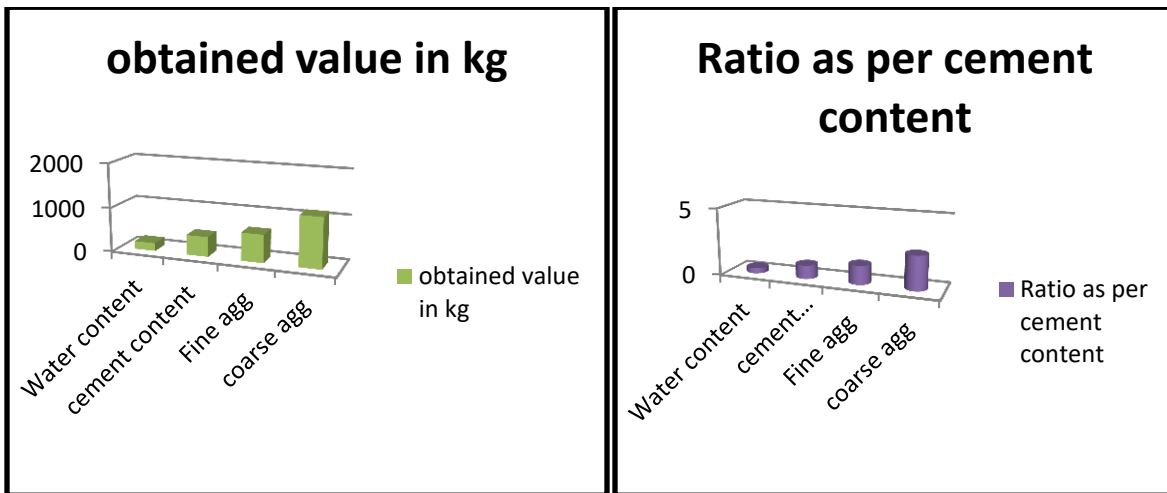 obtained value in kg
2000
1000
0
Water content
cement content
Fine agg
coarse agg
obtained value
in kg
Ratio as per cement
content
5
0
Water content
cement...
Fine agg
coarse agg
Ratio as per
cement
content